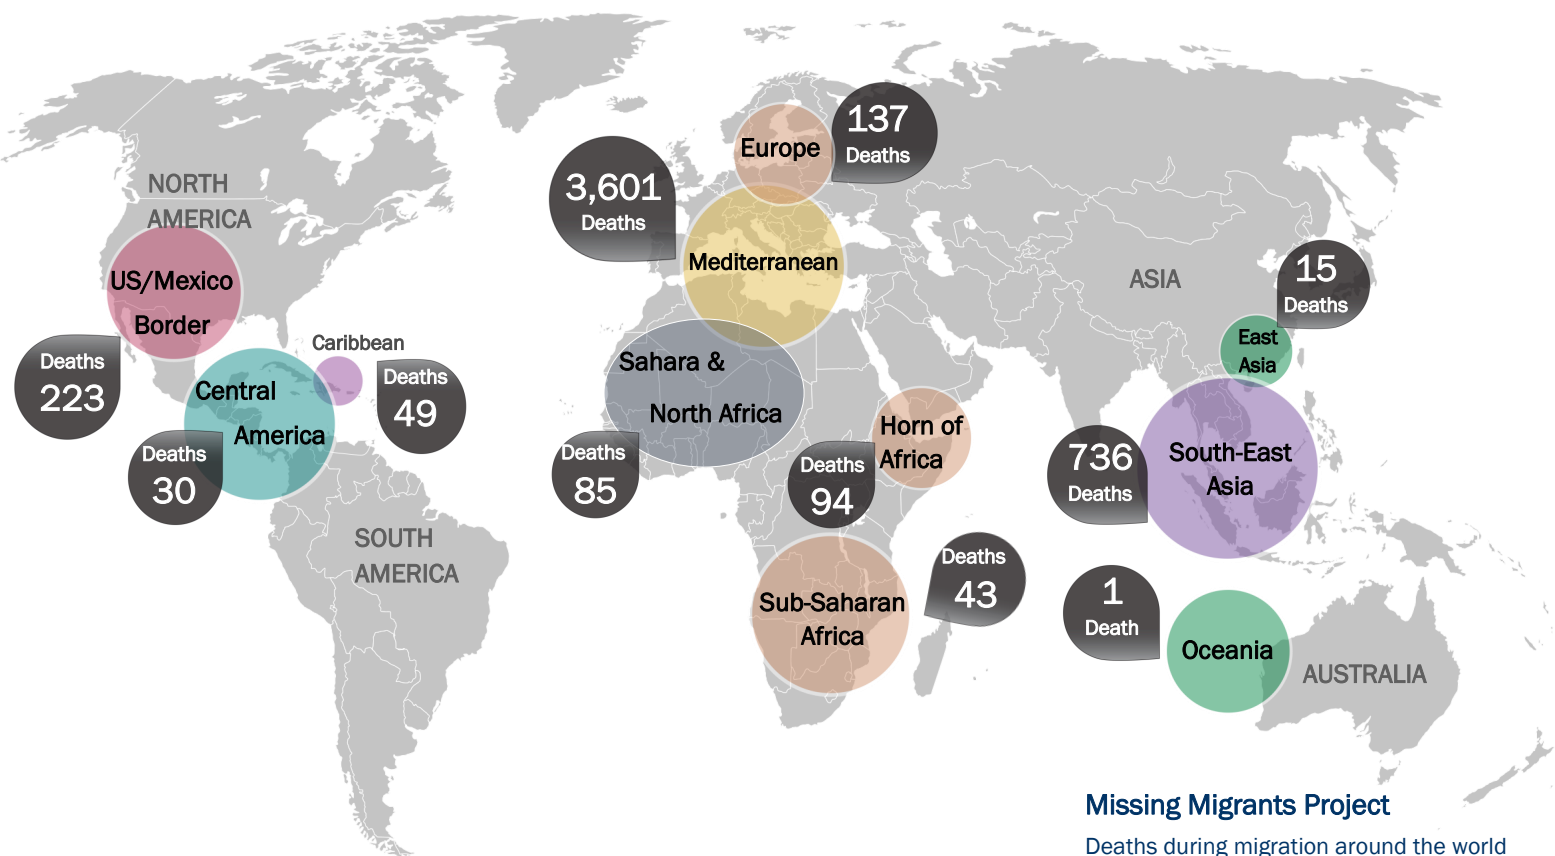 NORTH
AMERICA
US/Mexico
Border
Deaths
223
Caribbean
Deaths
49
Central
America
Deaths
30
SOUTH
AMERICA
Europe
137
Deaths
3,601
Deaths
Mediterranean
Sahara &
North Africa
Deaths
85
Horn of
Africa
Deaths
94
Sub-Saharan
Africa
Deaths
43
ASIA
15
Deaths
East
Asia
736
Deaths
South-East
Asia
1
Death
Oceania
AUSTRALIA
Missing Migrants Project
Deaths during migration around the world